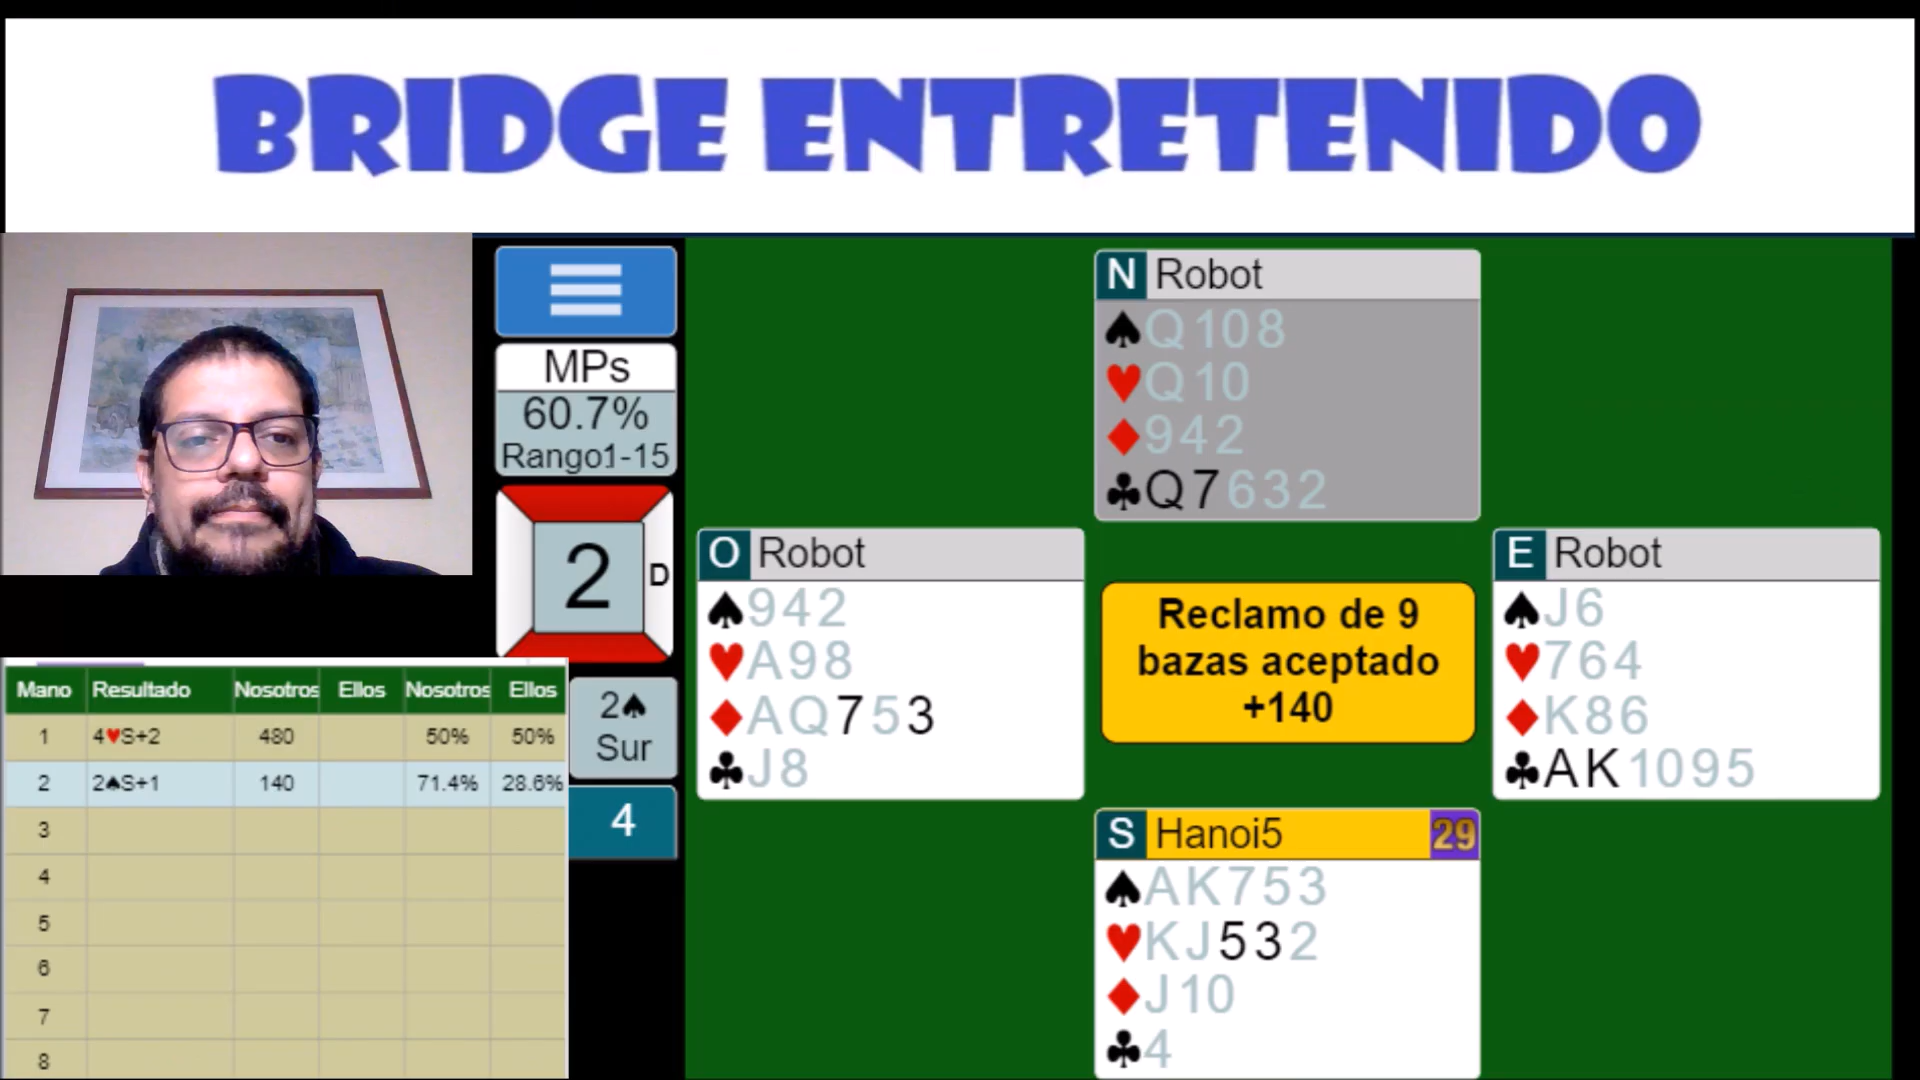 BRIDGE ENTRETENIDO
MPs
60.7%
Rango1-15
2
D
2♠
Sur
4
N Robot
♠Q108
♥Q10
♦942
♣Q7632
O Robot
♠942
♥A98
♦AQ753
♣J8
Reclamo de 9
bazas aceptado
+140
E Robot
♠J6
♥764
♦K86
♣AK1095
S Hanoi5 29
♠AK753
♥KJ532
♦J10
♣4
Mano Resultado Nosotros Ellos Nosotros Ellos
1 4♥S+2 480 50% 50%
2 2♠S+1 140 71.4% 28.6%
3
4
5
6
7
8